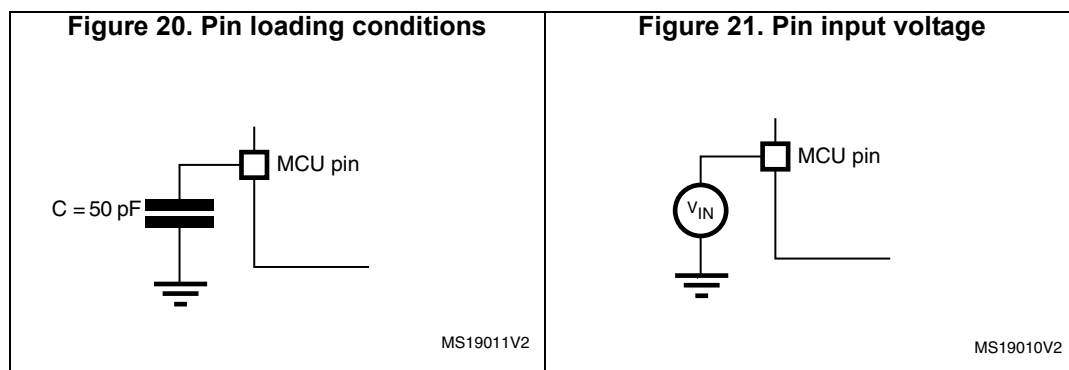 Figure 20. Pin loading conditions
MCU pin
C = 50 pF
MS19011V2
Figure 21. Pin input voltage
MCU pin
VIN
MS19010V2